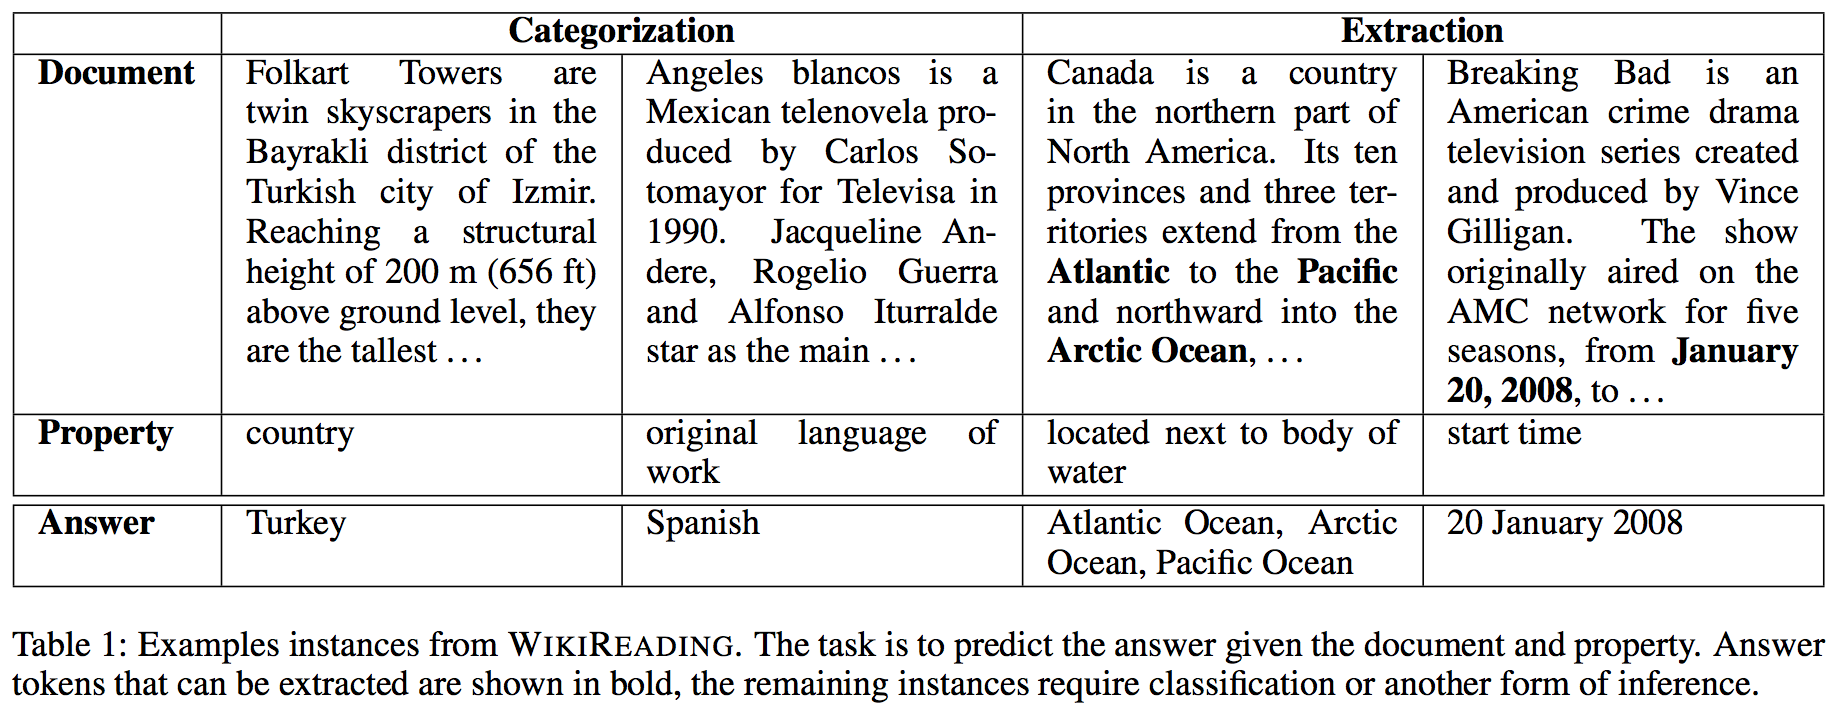 Categorization Extraction
Document
Folkart Towers are
twin skyscrapers in the
Bayrakli district of the
Turkish city of Izmir.
Reaching a structural
height of 200 m (656 ft)
above ground level, they
are the tallest . . .
Angeles blancos is a
Mexican telenovela pro-
duced by Carlos So-
tomayor for Televisa in
1990. Jacqueline An-
dere, Rogelio Guerra
and Alfonso Iturralde
star as the main . . .
Canada is a country
in the northern part of
North America. Its ten
provinces and three ter-
ritories extend from the
Atlantic to the Pacific
and northward into the
Arctic Ocean, . . .
Breaking Bad is an
American crime drama
television series created
and produced by Vince
Gilligan. The show
originally aired on the
AMC network for five
seasons, from January
20, 2008, to . . .
Property
country
original language of
work
located next to body of
water
start time
Answer
Turkey
Spanish
Atlantic Ocean, Arctic
Ocean, Pacific Ocean
20 January 2008
Table 1: Examples instances from WIKIREADING. The task is to predict the answer given the document and property. Answer
tokens that can be extracted are shown in bold, the remaining instances require classification or another form of inference.